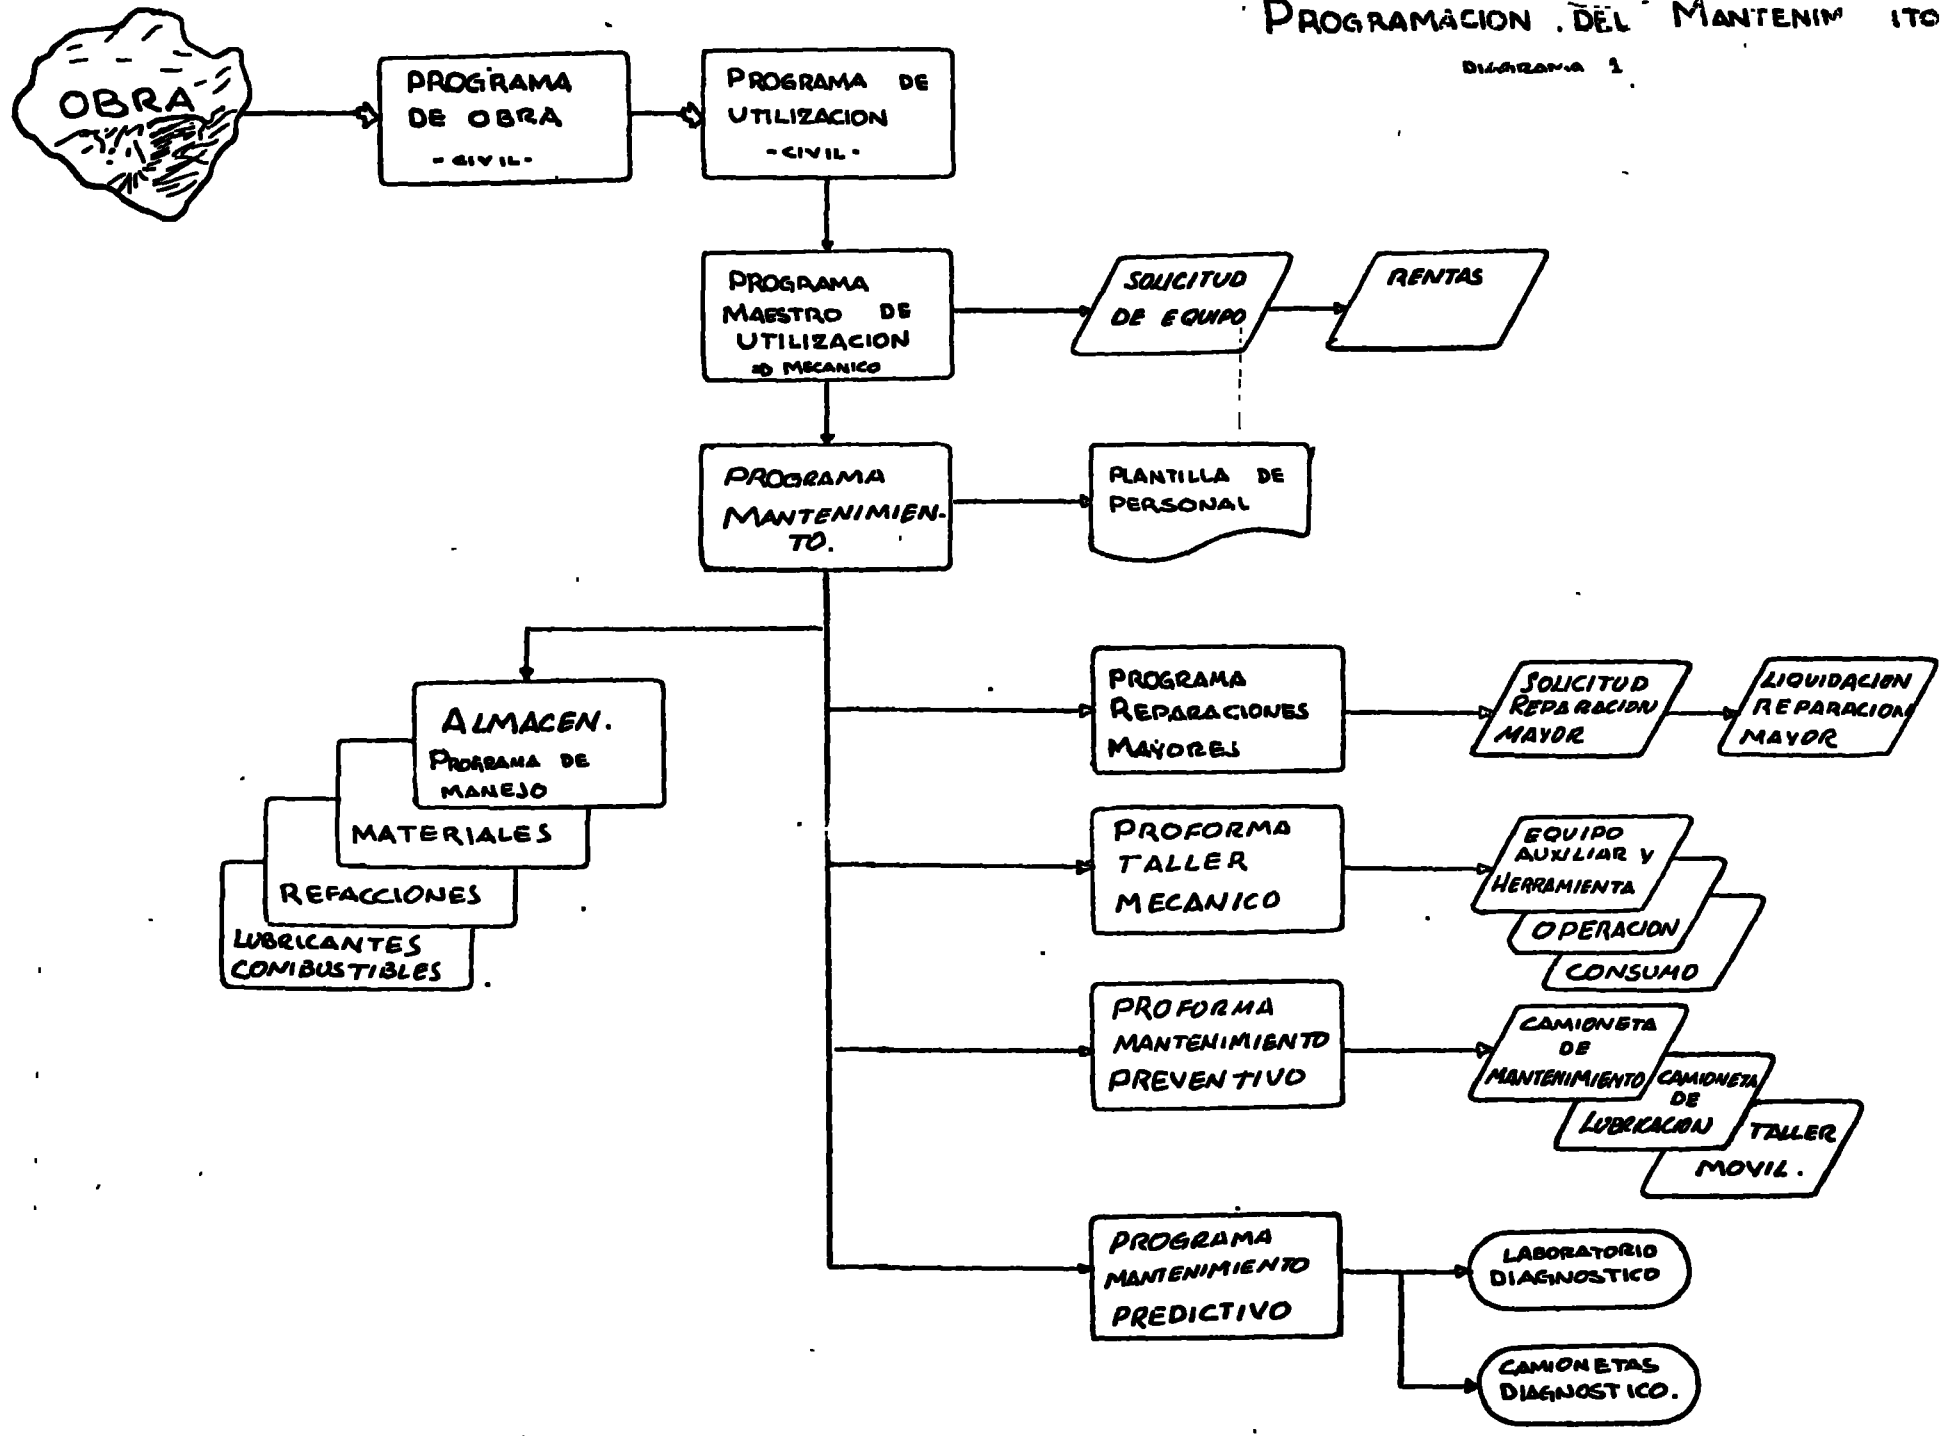 PROGRAMACION DEL MANTENIM ITO
DIAGRAMA 1
OBRA
PROGRAMA
DE OBRA
- CIVIL -
PROGRAMA DE
UTILIZACION
- CIVIL -
PROGRAMA
MAESTRO DE
UTILIZACION
MECANICO
SOLICITUD
DE EQUIPO
RENTAS
PROGRAMA
MANTENIMIEN-
TO.
PLANTILLA DE
PERSONAL
ALMACEN.
PROGRAMA DE
MANEJO
MATERIALES
REFACCIONES
LUBRICANTES
COMBUSTIBLES
PROGRAMA
REPARACIONES
MAYORES
SOLICITUD
REPARACION
MAYOR
LIQUIDACION
REPARACION
MAYOR
PROFORMA
TALLER
MECANICO
EQUIPO
AUXILIAR Y
HERRAMIENTA
OPERACION
CONSUMO
PROFORMA
MANTENIMIENTO
PREVENTIVO
CAMIONETA
DE
MANTENIMIENTO
CAMIONETA
DE
LUBRICACION
TALLER
MOVIL.
PROGRAMA
MANTENIMIENTO
PREDICTIVO
LABORATORIO
DIAGNOSTICO
CAMIONETAS
DIAGNOSTICO.